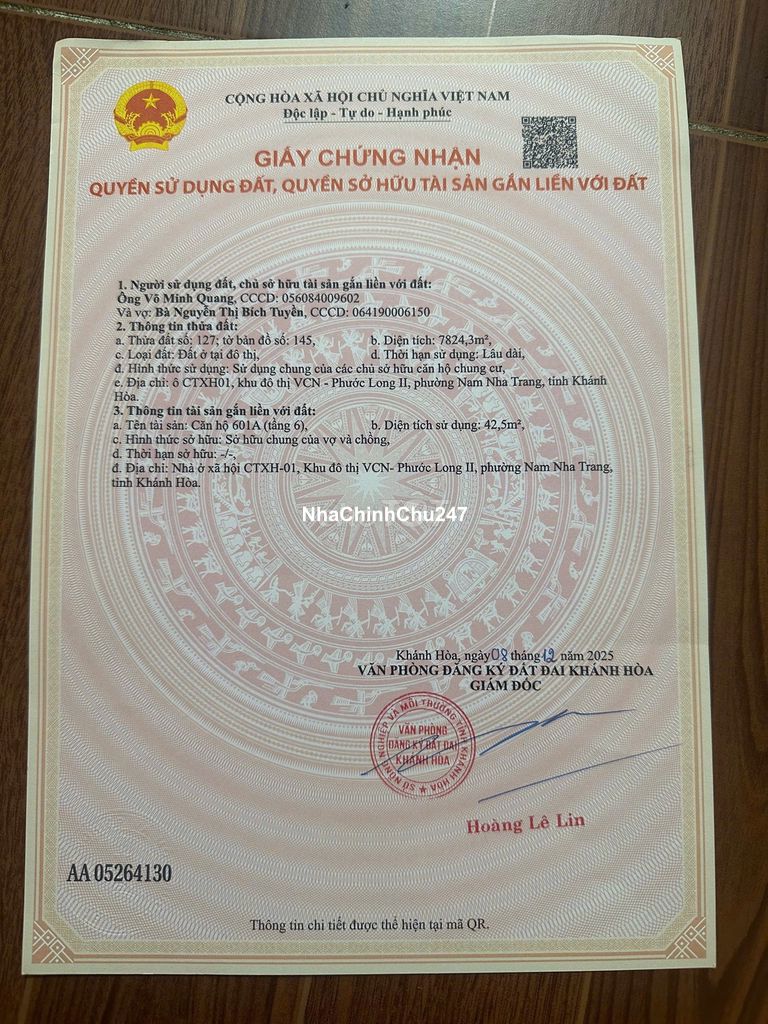 CỘNG HÒA XÃ HỘI CHỦ NGHĨA VIỆT NAM
Độc lập - Tự do - Hạnh phúc
GIẤY CHỨNG NHẬN
QUYỀN SỬ DỤNG ĐẤT, QUYỀN SỞ HỮU TÀI SẢN GẮN LIỀN VỚI ĐẤT
1. Người sử dụng đất, chủ sở hữu tài sản gắn liền với đất:
Ông Võ Minh Quang, CCCD: 056084009602
Và vợ: Bà Nguyễn Thị Bích Tuyền, CCCD: 064190006150
2. Thông tin thửa đất:
a. Thửa đất số: 127; tờ bản đồ số: 145, b. Diện tích: 7824,3m²,
c. Loại đất: Đất ở tại đô thị, d. Thời hạn sử dụng: Lâu dài,
đ. Hình thức sử dụng: Sử dụng chung của các chủ sở hữu căn hộ chung cư,
e. Địa chỉ: ô CTXH01, khu đô thị VCN - Phước Long II, phường Nam Nha Trang, tỉnh Khánh
Hòa.
3. Thông tin tài sản gắn liền với đất:
a. Tên tài sản: Căn hộ 601A (tầng 6), b. Diện tích sử dụng: 42,5m²,
c. Hình thức sở hữu: Sở hữu chung của vợ và chồng,
d. Thời hạn sở hữu: -/-,
đ. Địa chỉ: Nhà ở xã hội CTXH-01, Khu đô thị VCN- Phước Long II, phường Nam Nha Trang,
tỉnh Khánh Hòa.
NhaChinhChu247
Khánh Hòa, ngày 08 tháng 12 năm 2025
VĂN PHÒNG ĐĂNG KÝ ĐẤT ĐAI KHÁNH HÒA
GIÁM ĐỐC
SỞ NÔNG NGHIỆP VÀ MÔI TRƯỜNG TỈNH KHÁNH HÒA
VĂN PHÒNG
ĐĂNG KÝ ĐẤT ĐAI
KHÁNH HÒA
Hoàng Lê Lin
AA 05264130
Thông tin chi tiết được thể hiện tại mã QR.